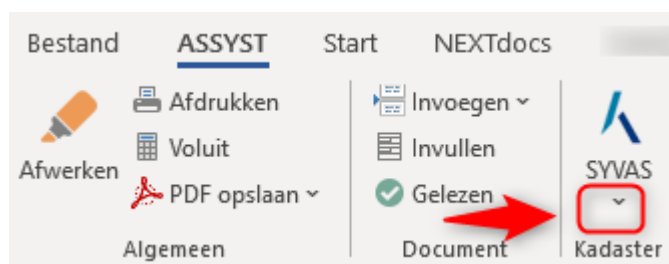 Bestand ASSYST Start NEXTdocs
Afdrukken Invoegen
Voluit Invullen
Afwerken PDF opslaan Gelezen SYVAS
Algemeen Document Kadaster